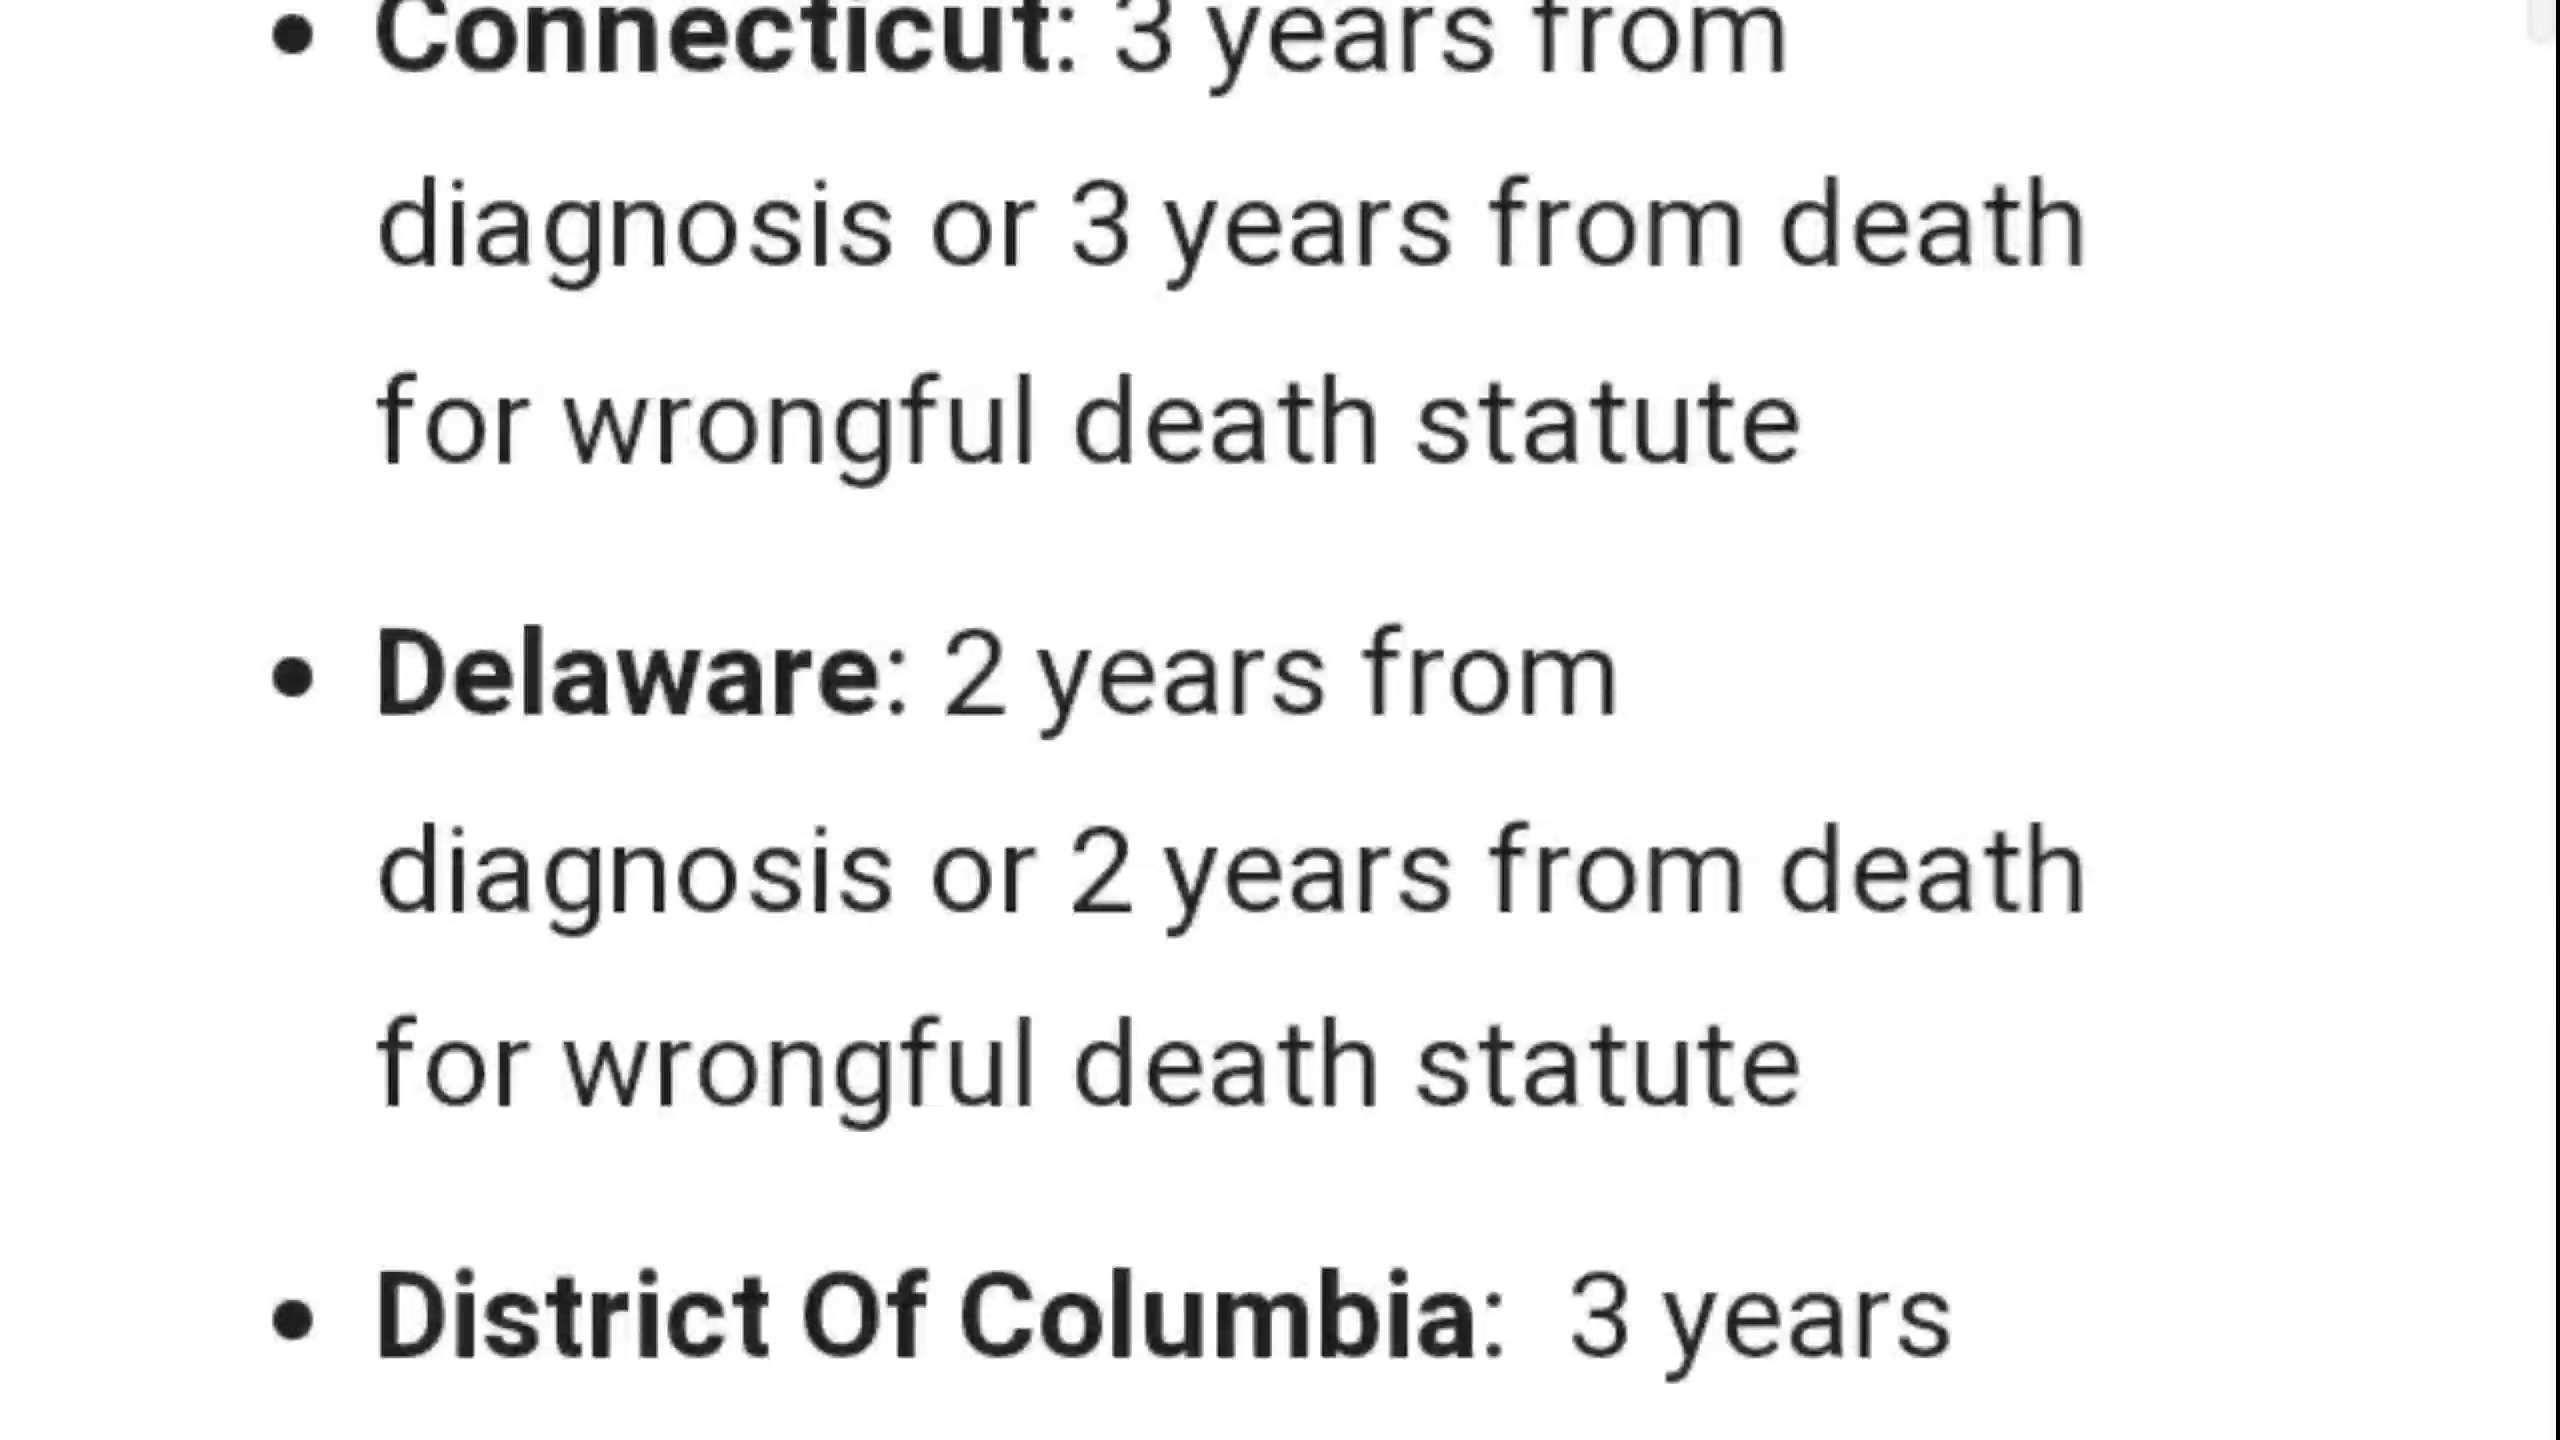 • Connecticut: 3 years from
diagnosis or 3 years from death
for wrongful death statute
• Delaware: 2 years from
diagnosis or 2 years from death
for wrongful death statute
• District Of Columbia:  3 years